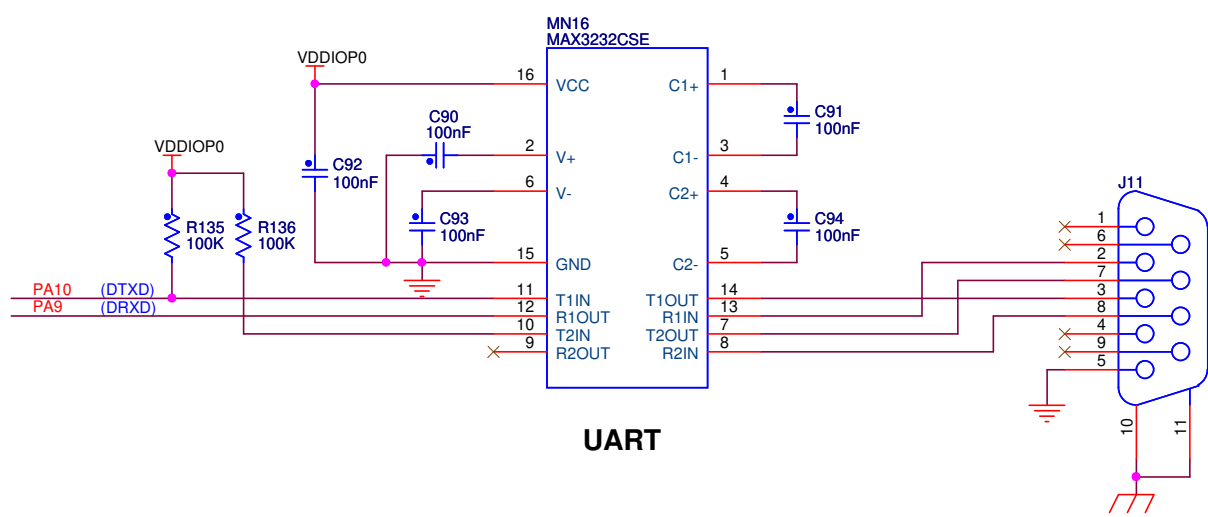 MN16
MAX3232CSE
VDDIOP0
16 VCC C1+ 1
C90
100nF
C91
100nF
VDDIOP0
2 V+ C1- 3
C92
100nF
6 V- C2+ 4
J11
R135
100K
R136
100K
C93
100nF
C94
100nF
1
6
15 GND C2- 5
2
7
PA10 (DTXD)
11 T1IN T1OUT 14
3
PA9 (DRXD)
12 R1OUT R1IN 13
8
10 T2IN T2OUT 7
4
9 R2OUT R2IN 8
9
5
UART
10
11